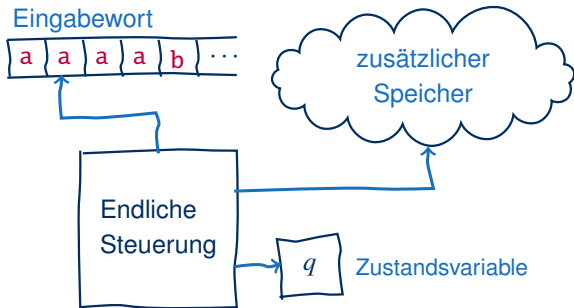 Eingabewort
a a a a b ···
zusätzlicher
Speicher
Endliche
Steuerung
q
Zustandsvariable